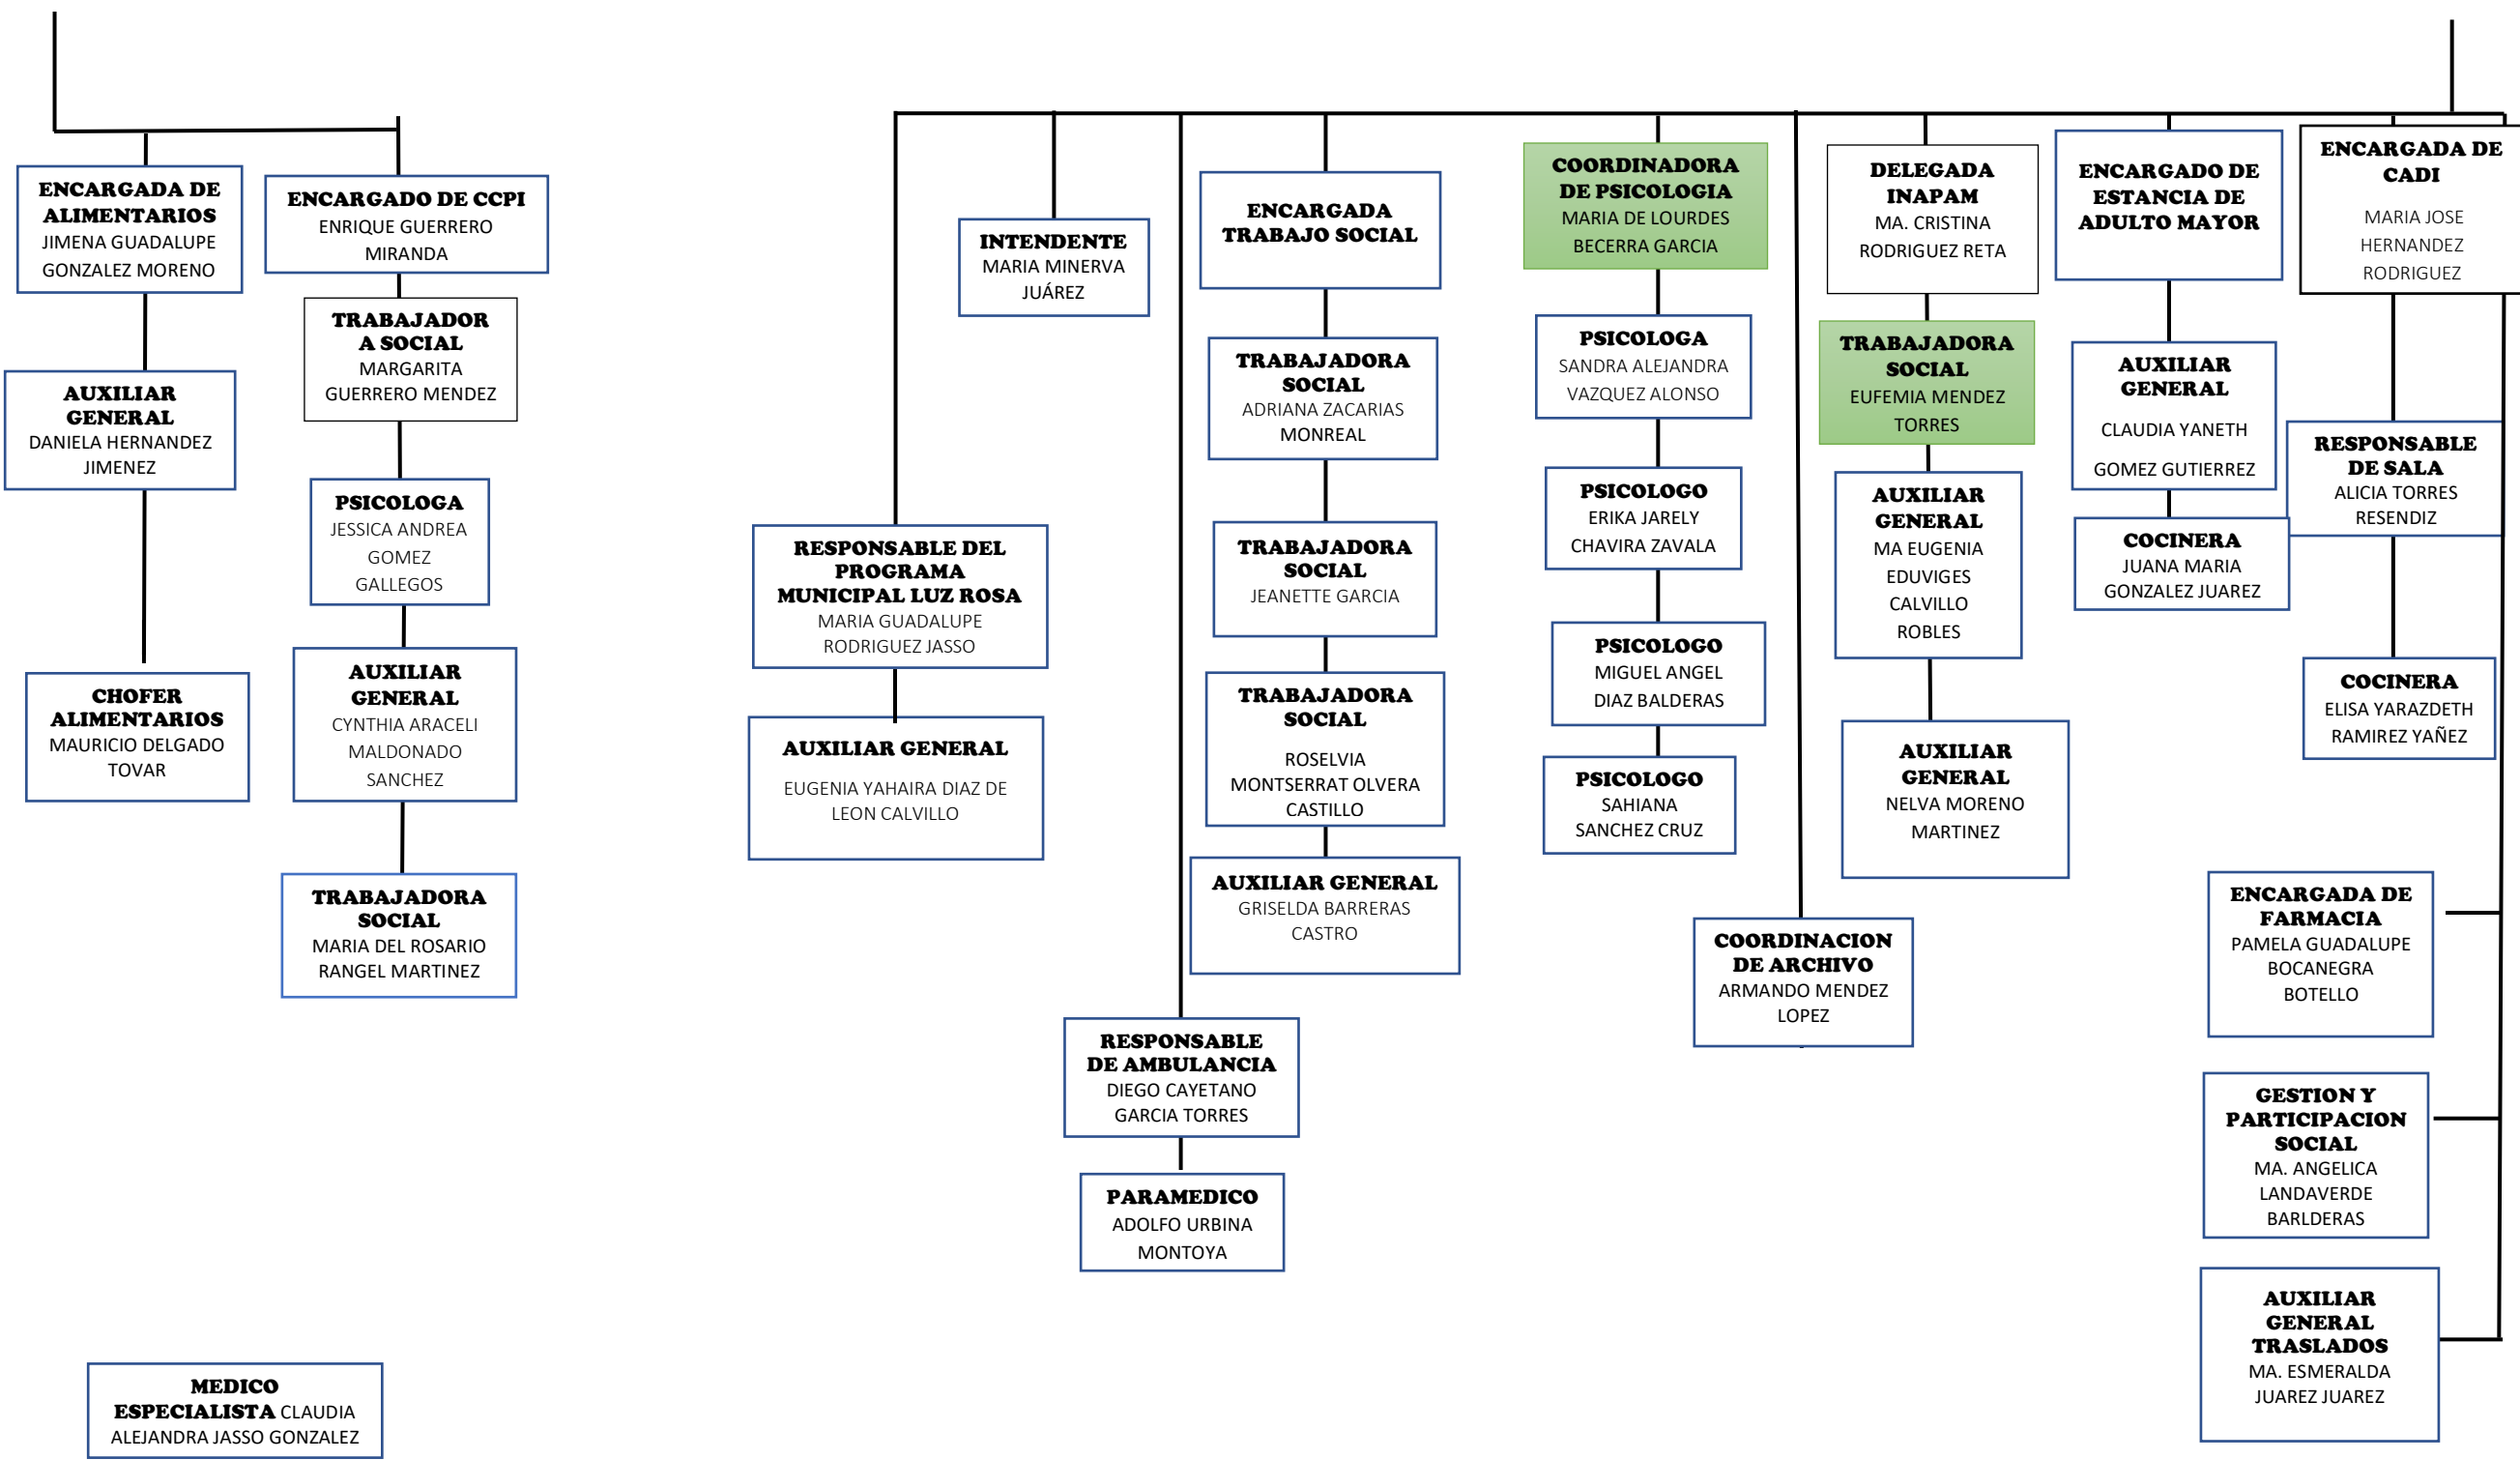 ENCARGADA DE
ALIMENTARIOS
JIMENA GUADALUPE
GONZALEZ MORENO
AUXILIAR
GENERAL
DANIELA HERNANDEZ
JIMENEZ
CHOFER
ALIMENTARIOS
MAURICIO DELGADO
TOVAR
ENCARGADO DE CCPI
ENRIQUE GUERRERO
MIRANDA
TRABAJADOR
A SOCIAL
MARGARITA
GUERRERO MENDEZ
PSICOLOGA
JESSICA ANDREA
GOMEZ
GALLEGOS
AUXILIAR
GENERAL
CYNTHIA ARACELI
MALDONADO
SANCHEZ
TRABAJADORA
SOCIAL
MARIA DEL ROSARIO
RANGEL MARTINEZ
MEDICO
ESPECIALISTA CLAUDIA
ALEJANDRA JASSO GONZALEZ
RESPONSABLE DEL
PROGRAMA
MUNICIPAL LUZ ROSA
MARIA GUADALUPE
RODRIGUEZ JASSO
AUXILIAR GENERAL
EUGENIA YAHAIRA DIAZ DE
LEON CALVILLO
INTENDENTE
MARIA MINERVA
JUÁREZ
RESPONSABLE
DE AMBULANCIA
DIEGO CAYETANO
GARCIA TORRES
PARAMEDICO
ADOLFO URBINA
MONTOYA
ENCARGADA
TRABAJO SOCIAL
TRABAJADORA
SOCIAL
ADRIANA ZACARIAS
MONREAL
TRABAJADORA
SOCIAL
JEANETTE GARCIA
TRABAJADORA
SOCIAL
ROSELVIA
MONTSERRAT OLVERA
CASTILLO
AUXILIAR GENERAL
GRISELDA BARRERAS
CASTRO
COORDINADORA
DE PSICOLOGIA
MARIA DE LOURDES
BECERRA GARCIA
PSICOLOGA
SANDRA ALEJANDRA
VAZQUEZ ALONSO
PSICOLOGO
ERIKA JARELY
CHAVIRA ZAVALA
PSICOLOGO
MIGUEL ANGEL
DIAZ BALDERAS
PSICOLOGO
SAHIANA
SANCHEZ CRUZ
COORDINACION
DE ARCHIVO
ARMANDO MENDEZ
LOPEZ
DELEGADA
INAPAM
MA. CRISTINA
RODRIGUEZ RETA
TRABAJADORA
SOCIAL
EUFEMIA MENDEZ
TORRES
AUXILIAR
GENERAL
MA EUGENIA
EDUVIGES
CALVILLO
ROBLES
AUXILIAR
GENERAL
NELVA MORENO
MARTINEZ
ENCARGADO DE
ESTANCIA DE
ADULTO MAYOR
AUXILIAR
GENERAL
CLAUDIA YANETH
GOMEZ GUTIERREZ
COCINERA
JUANA MARIA
GONZALEZ JUAREZ
ENCARGADA DE
CADI
MARIA JOSE
HERNANDEZ
RODRIGUEZ
RESPONSABLE
DE SALA
ALICIA TORRES
RESENDIZ
COCINERA
ELISA YARAZDETH
RAMIREZ YAÑEZ
ENCARGADA DE
FARMACIA
PAMELA GUADALUPE
BOCANEGRA
BOTELLO
GESTION Y
PARTICIPACION
SOCIAL
MA. ANGELICA
LANDAVERDE
BARLDERAS
AUXILIAR
GENERAL
TRASLADOS
MA. ESMERALDA
JUAREZ JUAREZ